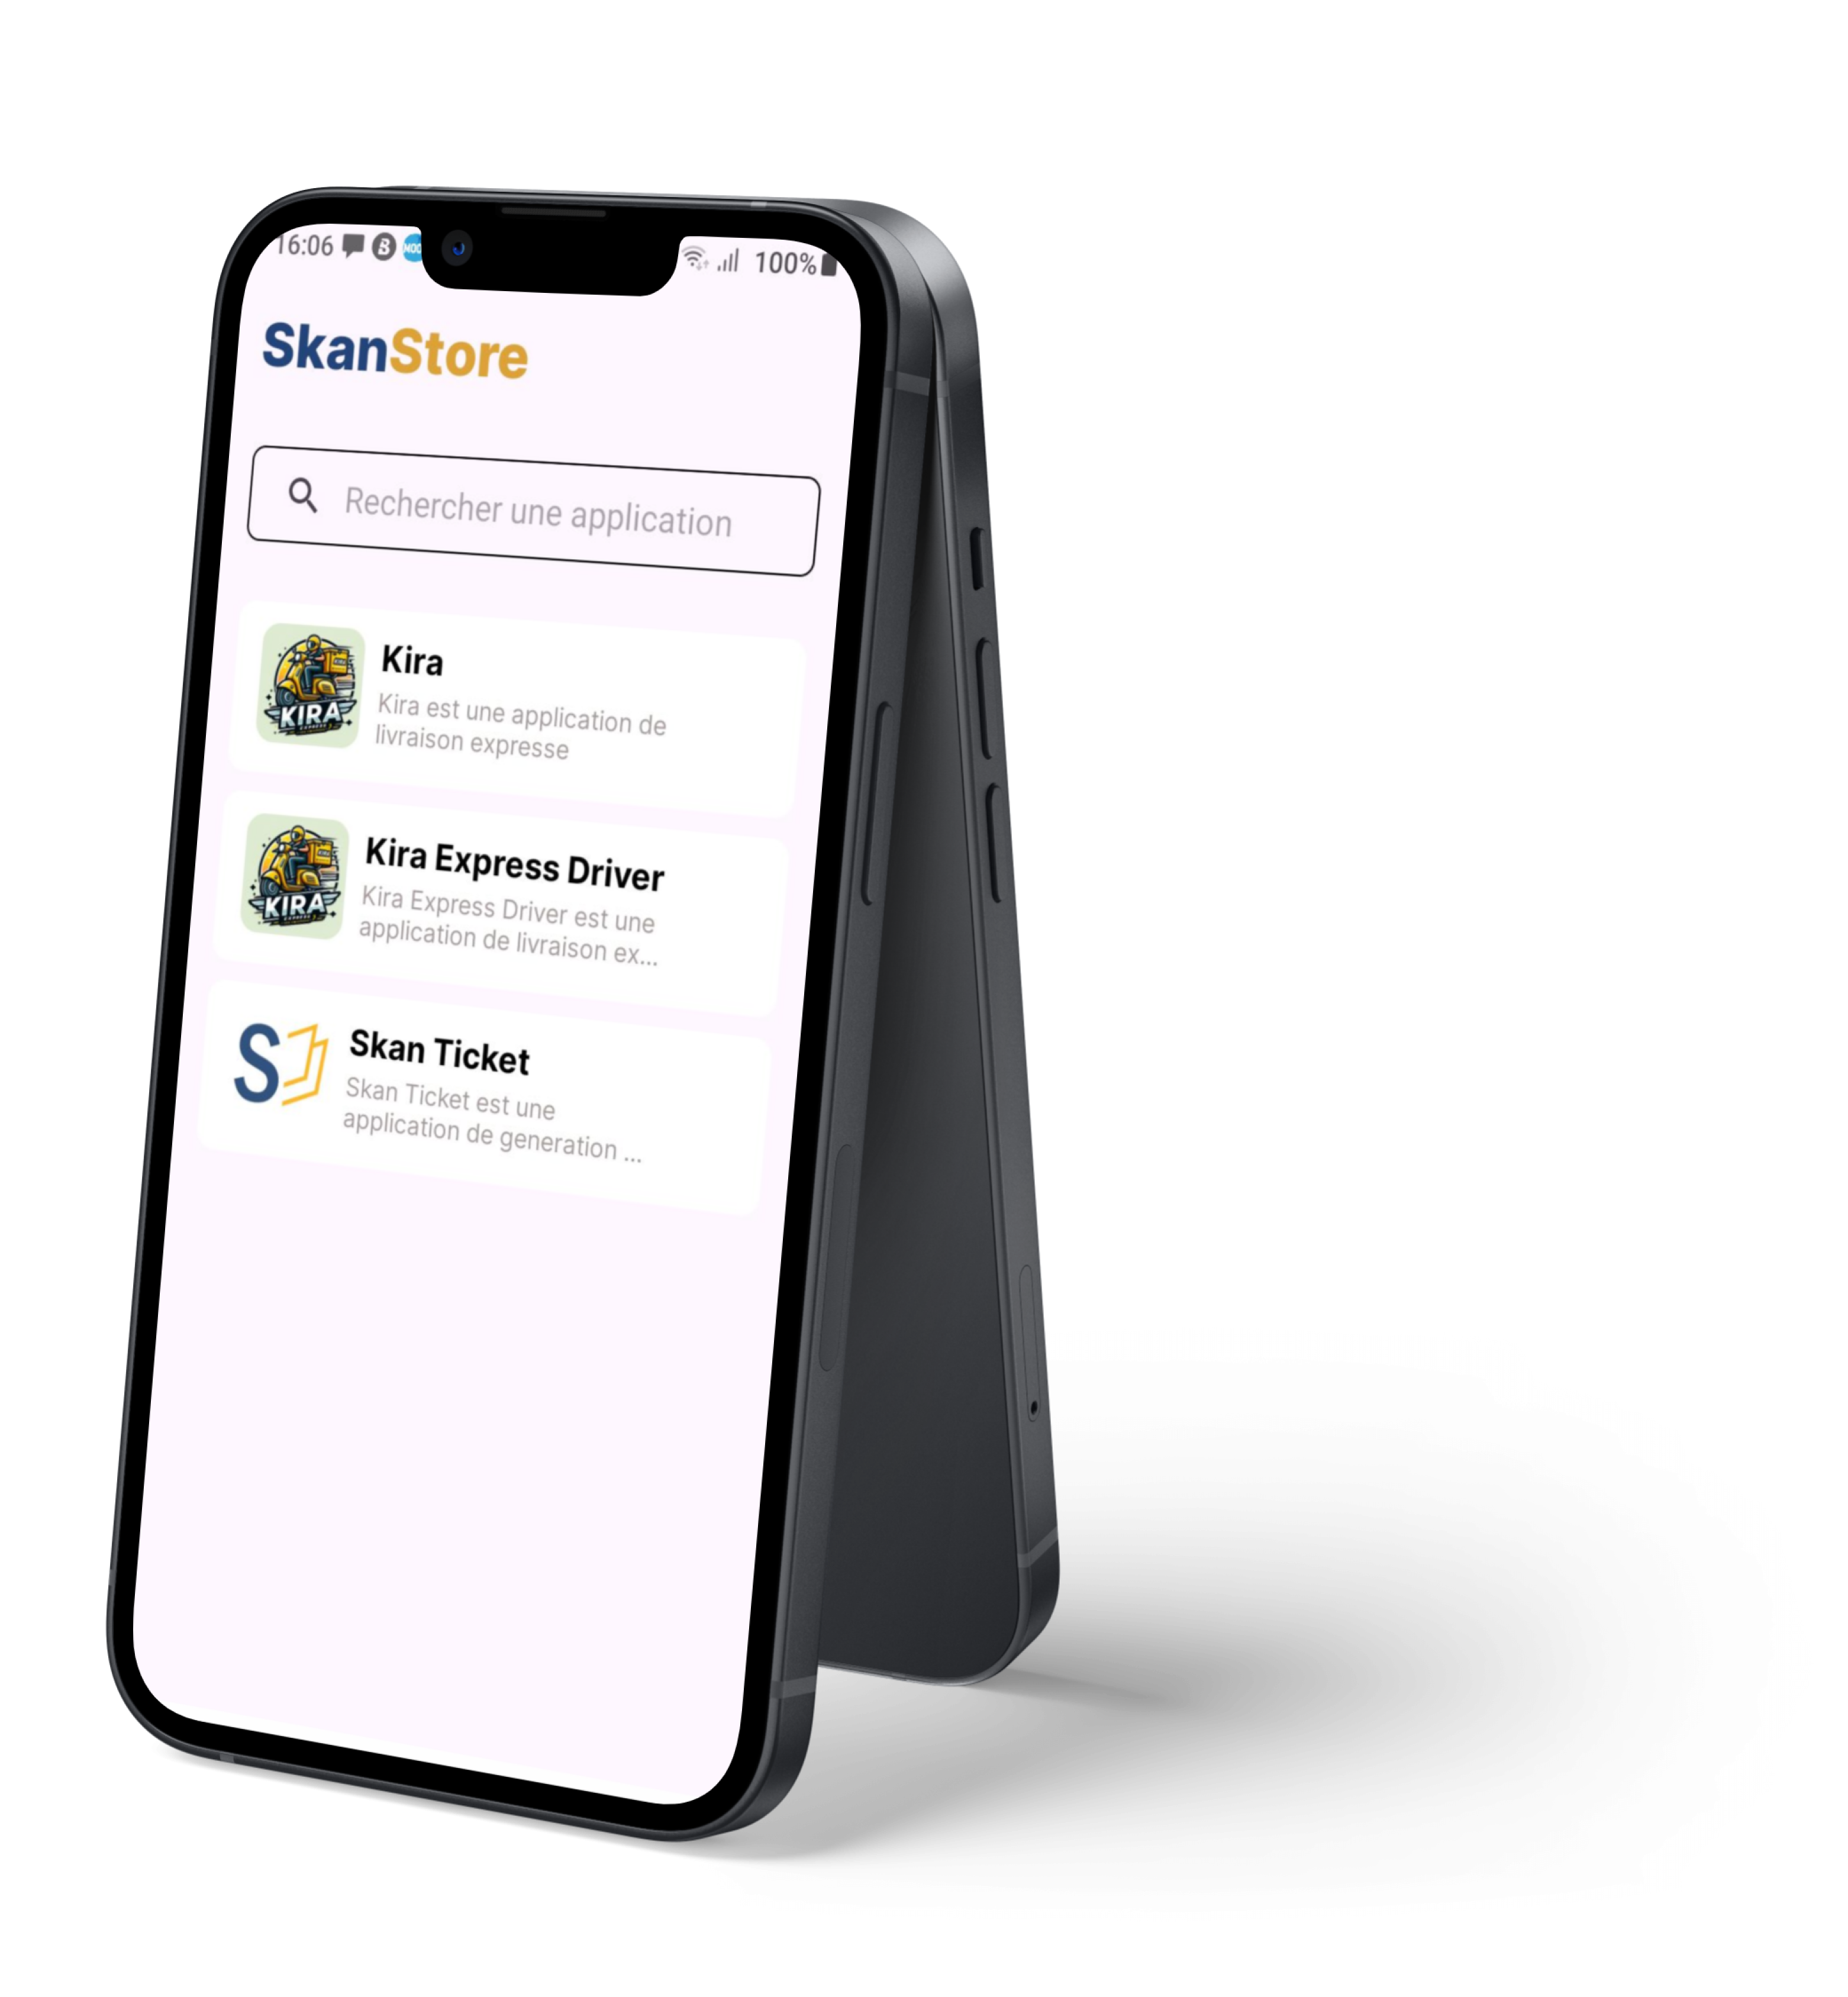 16:06
100%
SkanStore
Rechercher une application
KIRA
Kira
Kira est une application de
livraison expresse
KIRA
Kira Express Driver
Kira Express Driver est une
application de livraison ex...
Skan Ticket
Skan Ticket est une
application de generation ...